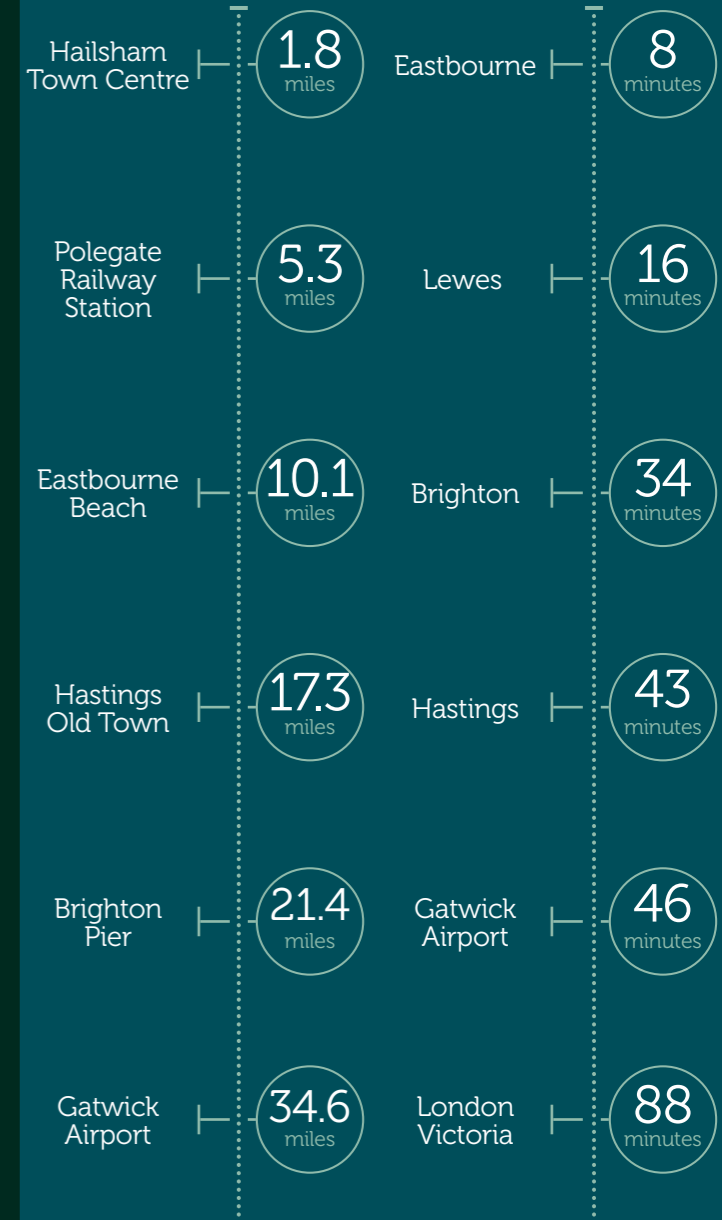 Hailsham
Town Centre
1.8
miles
Polegate
Railway
Station
5.3
miles
Eastbourne
Beach
10.1
miles
Hastings
Old Town
17.3
miles
Brighton
Pier
21.4
miles
Gatwick
Airport
34.6
miles
Eastbourne
8
minutes
Lewes
16
minutes
Brighton
34
minutes
Hastings
43
minutes
Gatwick
Airport
46
minutes
London
Victoria
88
minutes